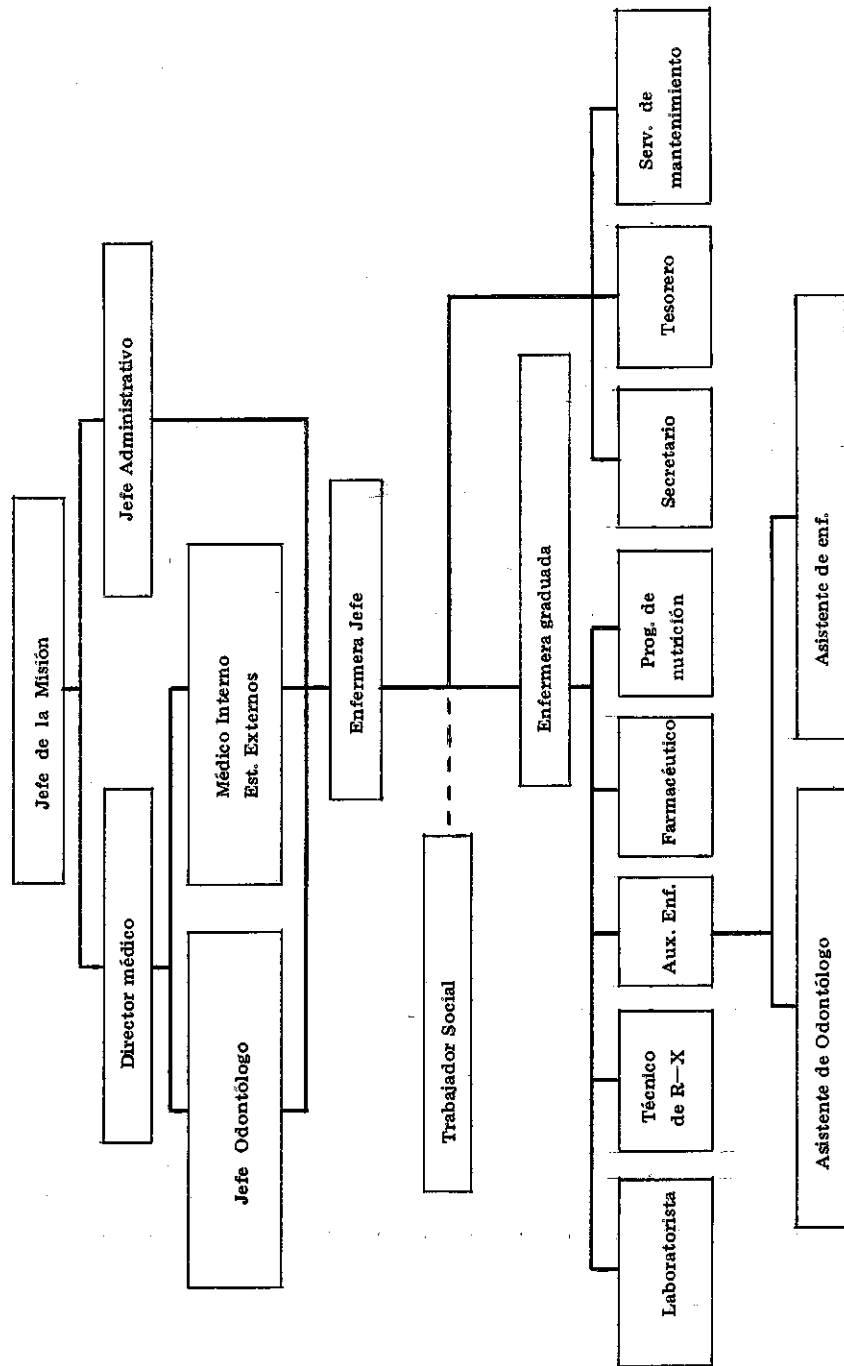 Jefe de la Misión
Director médico
Jefe Administrativo
Jefe Odontólogo
Médico Interno
Est. Externos
Enfermera Jefe
Trabajador Social
Enfermera graduada
Laboratorista
Técnico
de R—X
Aux. Enf.
Farmacéutico
Prog. de
nutrición
Secretario
Tesorero
Serv. de
mantenimiento
Asistente de Odontólogo
Asistente de enf.